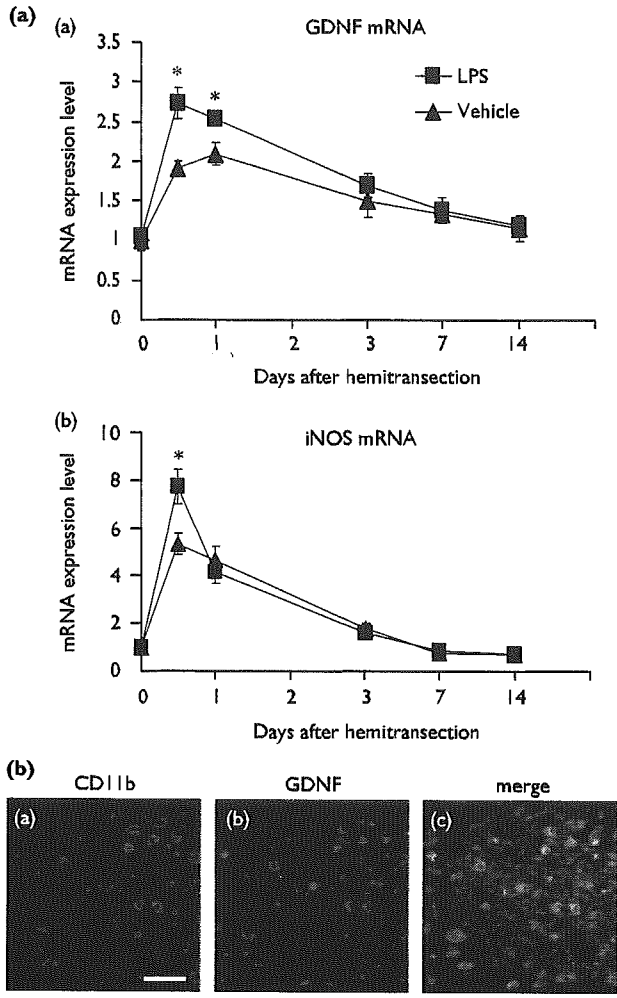 (a)
(a) GDNF mRNA
3.5
3
2.5
2
1.5
1
0.5
0
mRNA expression level
* *
LPS
Vehicle
0 1 2 3 7 14
Days after hemitransection
(b) iNOS mRNA
10
8
6
4
2
0
mRNA expression level
*
0 1 2 3 7 14
Days after hemitransection
(b)
CD11b GDNF merge
(a) (b) (c)